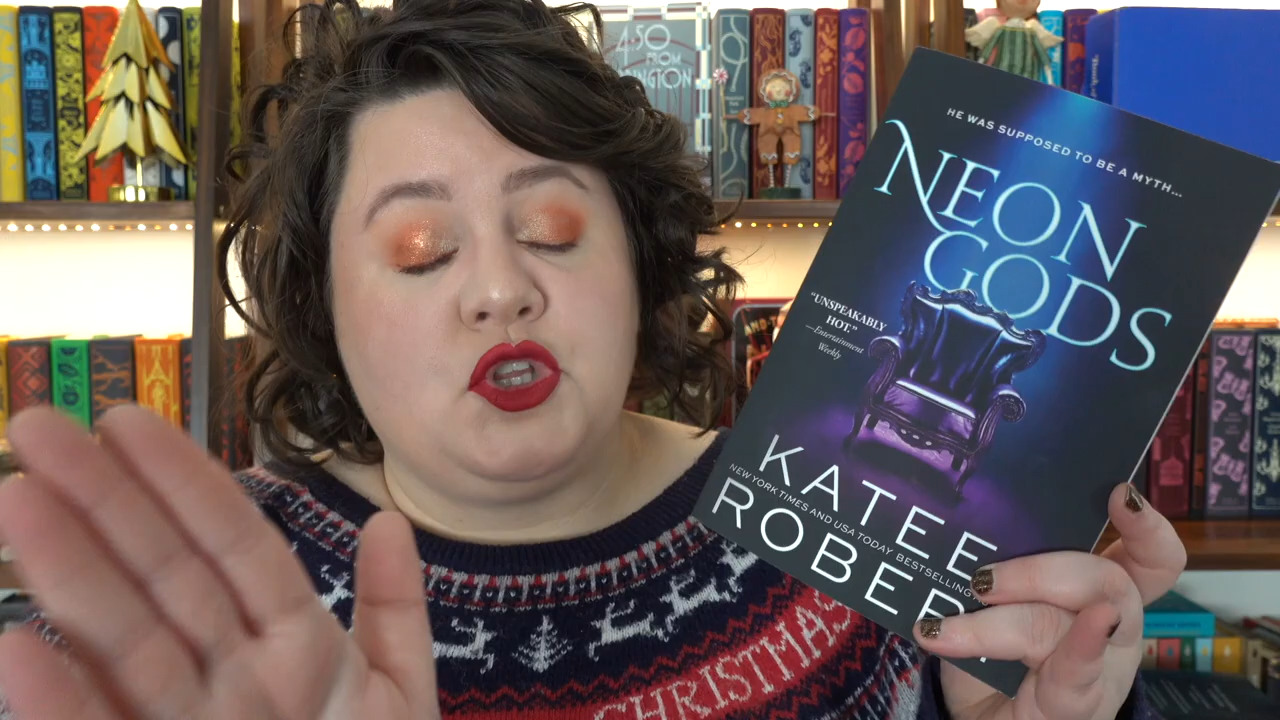 4:50
FROM
HE WAS SUPPOSED TO BE A MYTH...
NEON
GODS
"UNSPEAKABLY
HOT."
—Entertainment
Weekly
KATEE
NEW YORK TIMES AND USA TODAY BESTSELLING
ROBERT
CHRISTMAS